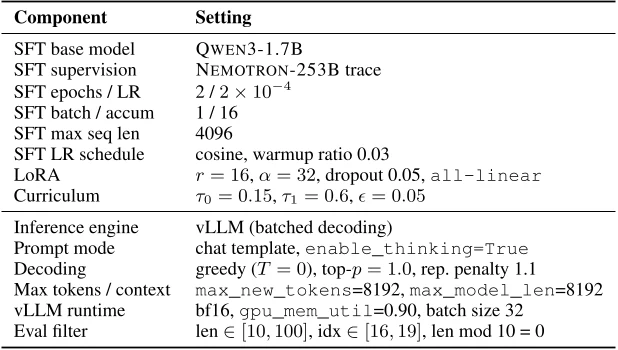 Component Setting
SFT base model QWEN3-1.7B
SFT supervision NEMOTRON-253B trace
SFT epochs / LR 2 / 2 × 10⁻⁴
SFT batch / accum 1 / 16
SFT max seq len 4096
SFT LR schedule cosine, warmup ratio 0.03
LoRA r = 16, α = 32, dropout 0.05, all-linear
Curriculum τ₀ = 0.15, τ₁ = 0.6, ϵ = 0.05
Inference engine vLLM (batched decoding)
Prompt mode chat template, enable_thinking=True
Decoding greedy (T = 0), top-p = 1.0, rep. penalty 1.1
Max tokens / context max_new_tokens=8192, max_model_len=8192
vLLM runtime bf16, gpu_mem_util=0.90, batch size 32
Eval filter len ∈ [10, 100], idx ∈ [16, 19], len mod 10 = 0